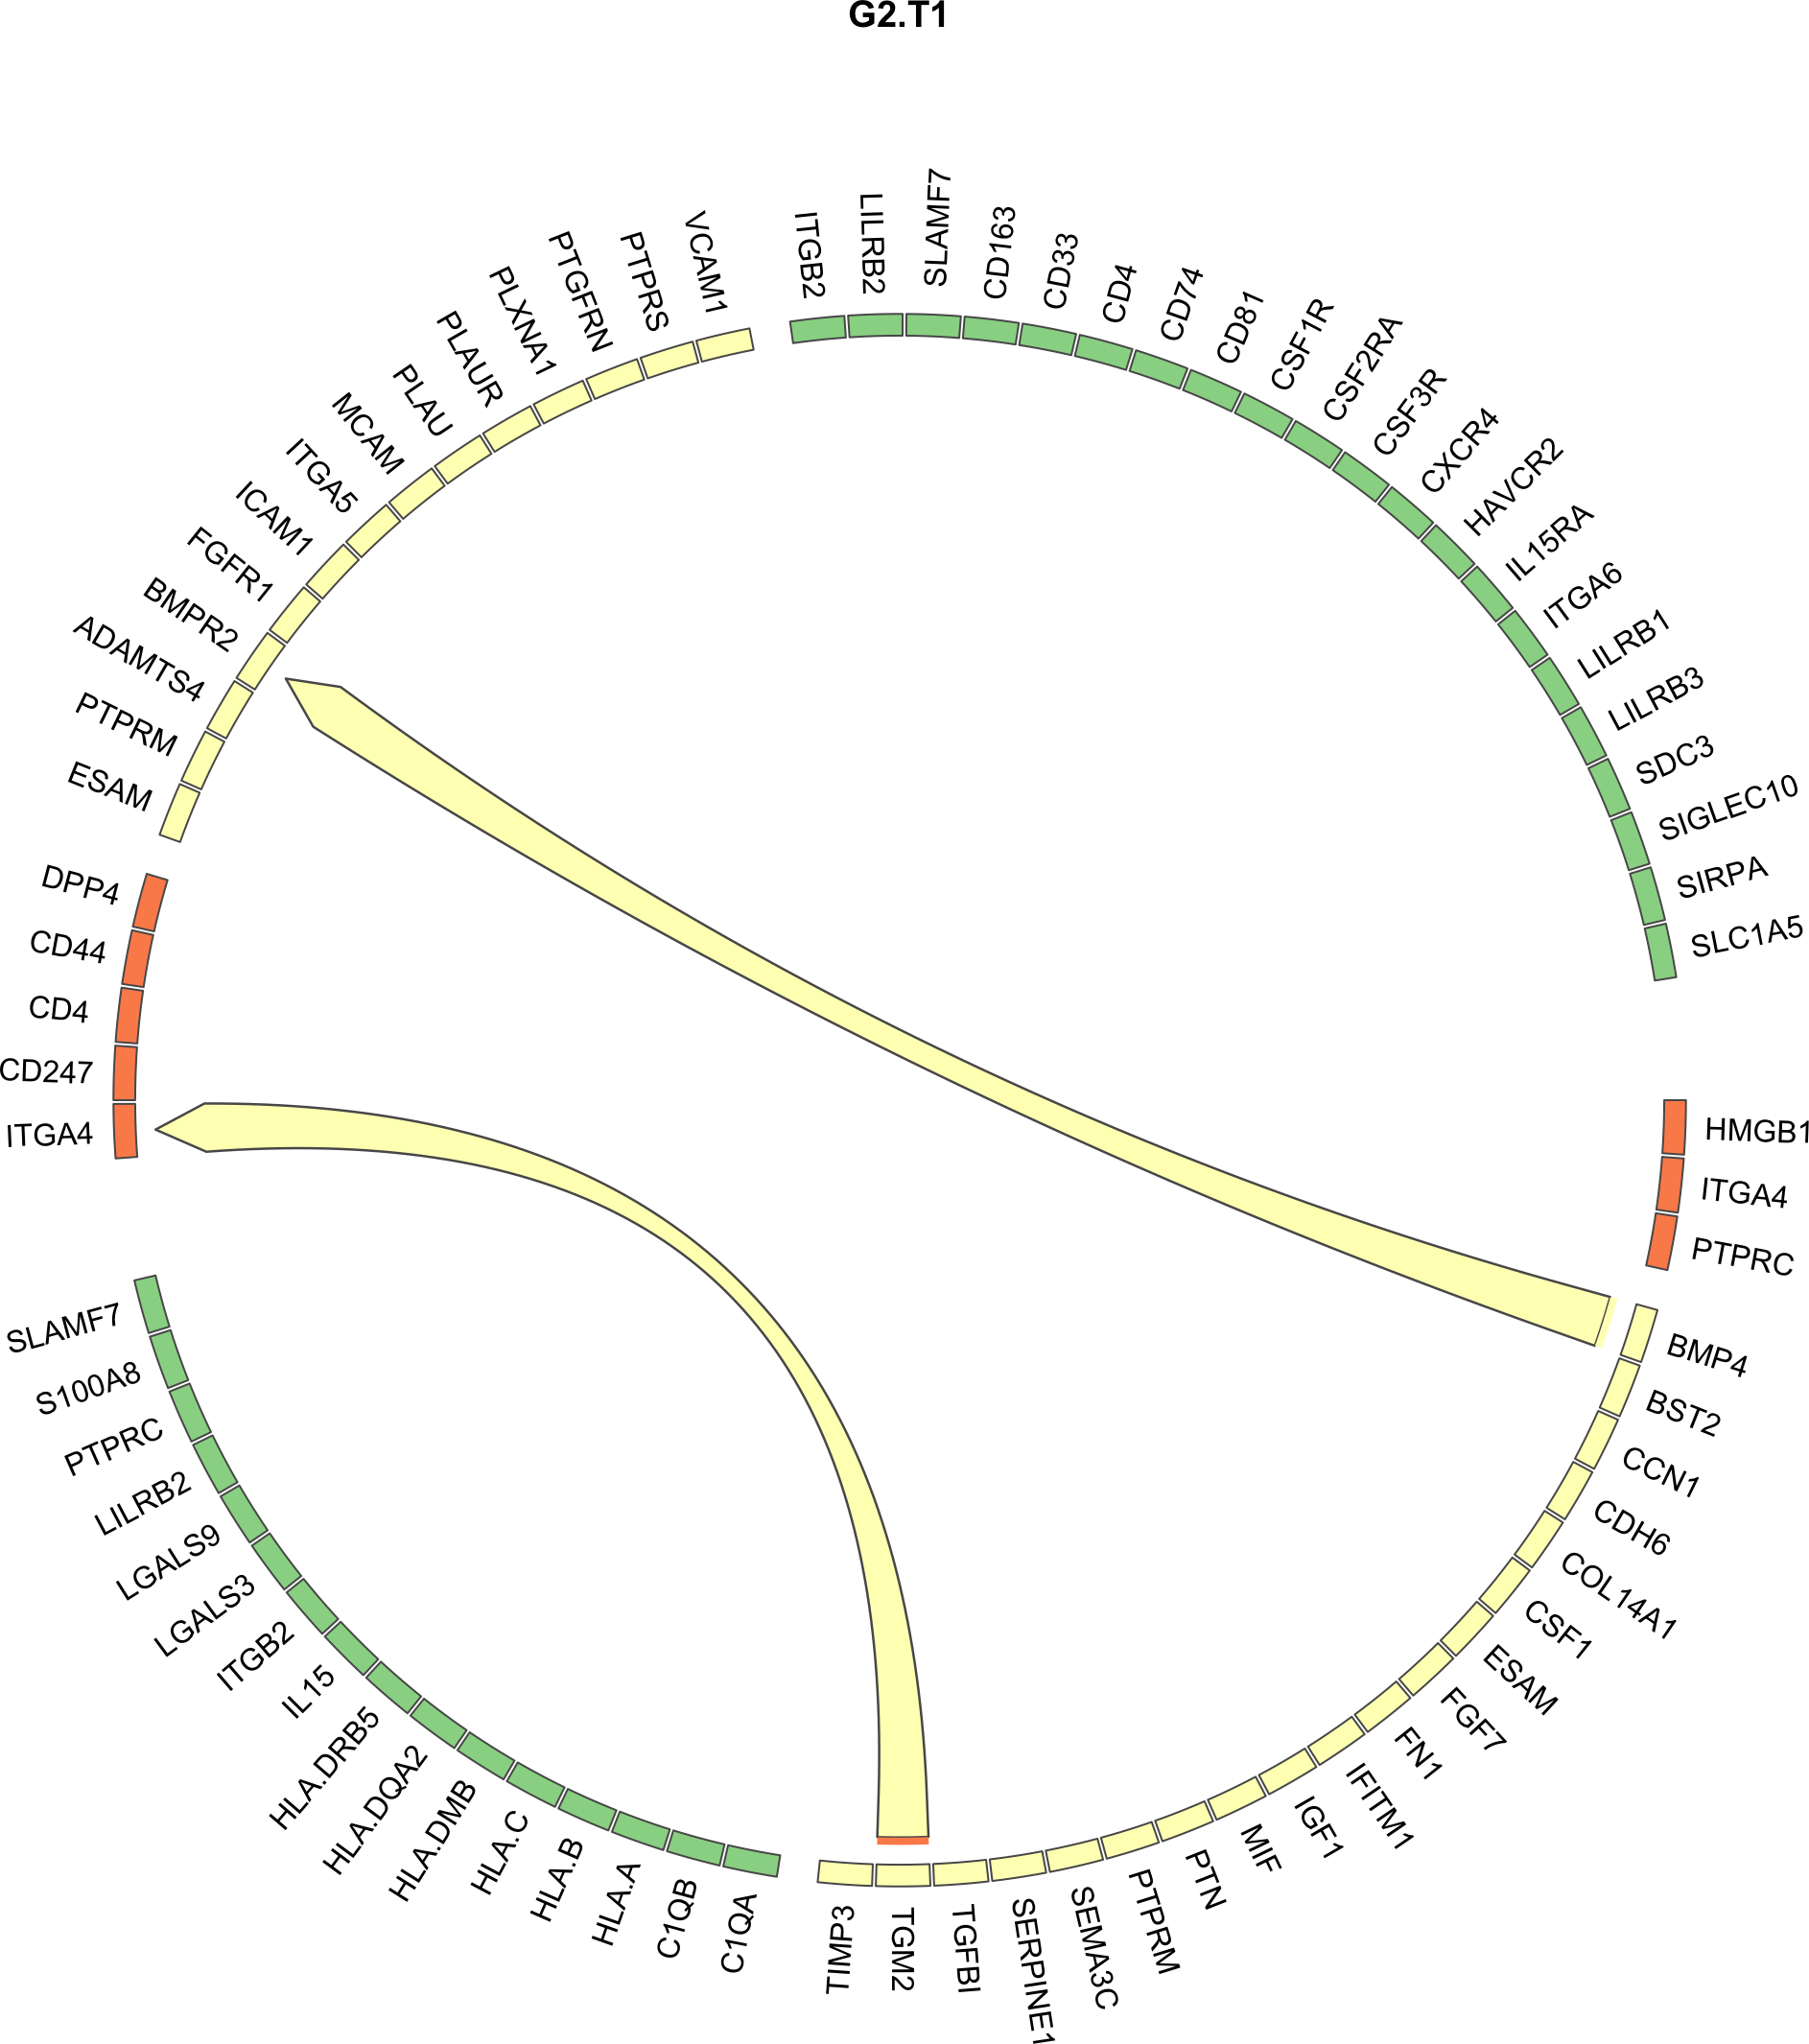 G2.T1
ITGB2
LILRB2
SLAMF7
CD163
CD33
CD4
CD74
CD81
CSF1R
CSF2RA
CSF3R
CXCR4
HAVCR2
IL15RA
ITGA6
LILRB1
LILRB3
SDC3
SIGLEC10
SIRPA
SLC1A5
HMGB1
ITGA4
PTPRC
BMP4
BST2
CCN1
CDH6
COL14A1
CSF1
ESAM
FGF7
FN1
IFITM1
IGF1
MIF
PTN
PTPRM
SEMA3C
SERPINE1
TGFBI
TGM2
TIMP3
C1QA
C1QB
HLA.A
HLA.B
HLA.C
HLA.DMB
HLA.DQA2
HLA.DRB5
IL15
ITGB2
LGALS3
LGALS9
LILRB2
PTPRC
S100A8
SLAMF7
ITGA4
CD247
CD4
CD44
DPP4
ESAM
PTPRM
ADAMTS4
BMPR2
FGFR1
ICAM1
ITGA5
MCAM
PLAU
PLAUR
PLXNA1
PTGFRN
PTPRS
VCAM1